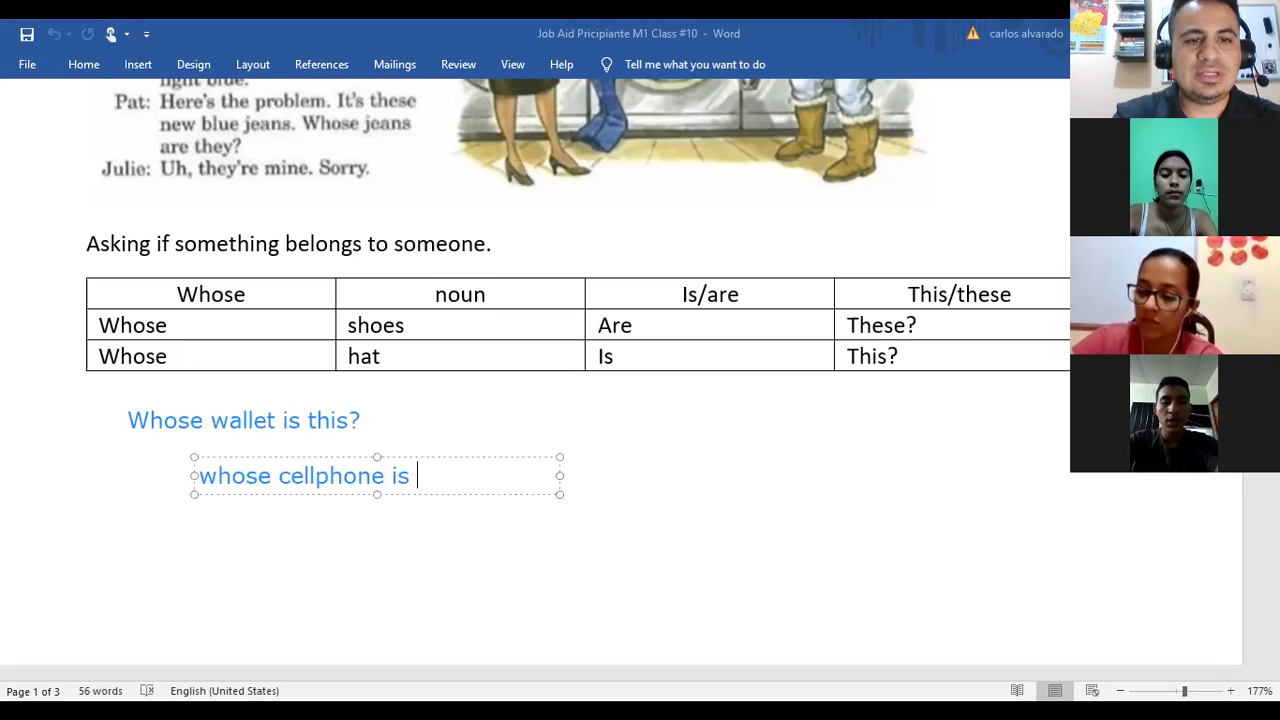 Job Aid Pricipiante M1 Class #10 - Word
carlos alvarado
File Home Insert Design Layout References Mailings Review View Help Tell me what you want to do
light blue.
Pat: Here's the problem. It's these
new blue jeans. Whose jeans
are they?
Julie: Uh, they're mine. Sorry.
Asking if something belongs to someone.
Whose noun Is/are This/these
Whose shoes Are These?
Whose hat Is This?
Whose wallet is this?
whose cellphone is
Page 1 of 3 56 words English (United States) 177%